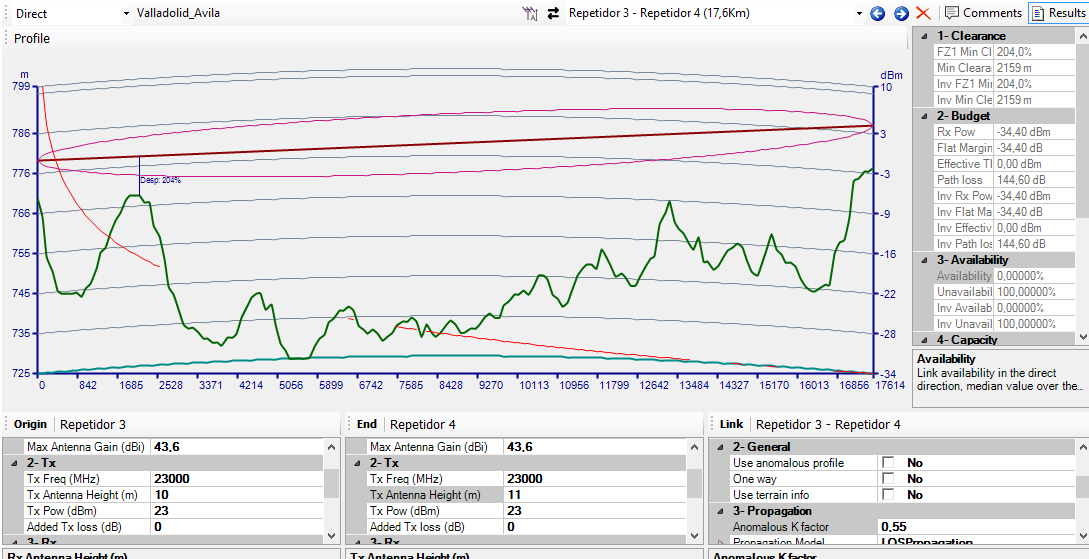 Direct Valladolid_Avila Repetidor 3 - Repetidor 4 (17,6Km) Comments Results
Profile
m
799
786
776
766
755
745
735
725
dBm
10
3
-3
-9
-16
-22
-28
-34
Desp: 204%
0 842 1685 2528 3371 4214 5056 5899 6742 7585 8428 9270 10113 10956 11799 12642 13484 14327 15170 16013 16856 17614
1- Clearance
FZ1 Min Cl 204,0%
Min Cleara 2159 m
Inv FZ1 Mi 204,0%
Inv Min Cle 2159 m
2- Budget
Rx Pow -34,40 dBm
Flat Margin -34,40 dB
Effective Tl 0,00 dBm
Path loss 144,60 dB
Inv Rx Pow -34,40 dBm
Inv Flat Ma -34,40 dB
Inv Effectiv 0,00 dBm
Inv Path los 144,60 dB
3- Availability
Availability 0,00000%
Unavailabil 100,00000%
Inv Availab 0,00000%
Inv Unavail 100,00000%
4- Capacity
Availability
Link availability in the direct
direction, median value over the...
Origin Repetidor 3
Max Antenna Gain (dBi) 43,6
2- Tx
Tx Freq (MHz) 23000
Tx Antenna Height (m) 10
Tx Pow (dBm) 23
Added Tx loss (dB) 0
3- Rx
Rx Antenna Height (m)
End Repetidor 4
Max Antenna Gain (dBi) 43,6
2- Tx
Tx Freq (MHz) 23000
Tx Antenna Height (m) 11
Tx Pow (dBm) 23
Added Tx loss (dB) 0
3- Rx
Tx Antenna Height (m)
Link Repetidor 3 - Repetidor 4
2- General
Use anomalous profile No
One way No
Use terrain info No
3- Propagation
Anomalous K factor 0,55
Propagation Model LOSPropagation
Anomalous K factor